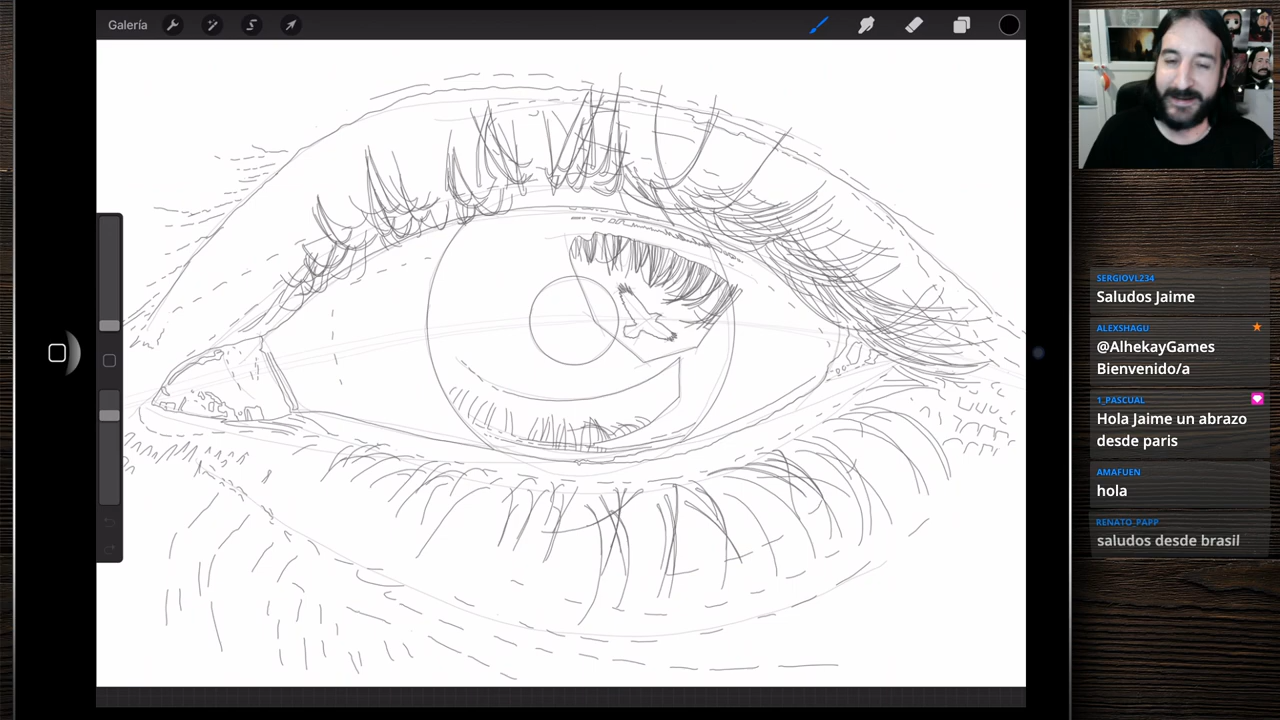 Galería
SERGIOVL234
Saludos Jaime
ALEXSHAGU
@AlhekayGames
Bienvenido/a
1_PASCUAL
Hola Jaime un abrazo
desde paris
AMAFUEN
hola
RENATO_PAPP
saludos desde brasil